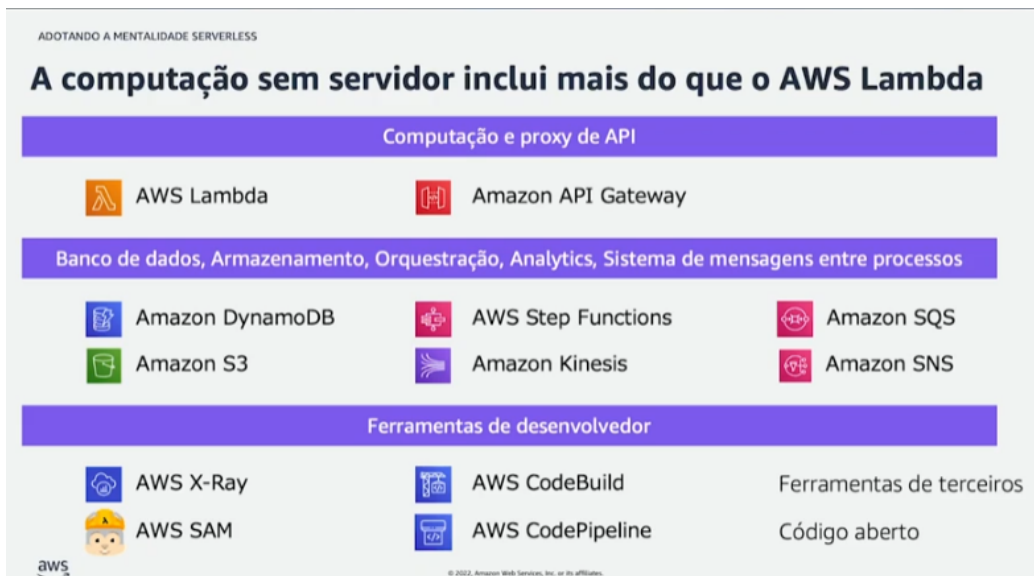 ADOTANDO A MENTALIDADE SERVERLESS
A computação sem servidor inclui mais do que o AWS Lambda
Computação e proxy de API
AWS Lambda
Amazon API Gateway
Banco de dados, Armazenamento, Orquestração, Analytics, Sistema de mensagens entre processos
Amazon DynamoDB
AWS Step Functions
Amazon SQS
Amazon S3
Amazon Kinesis
Amazon SNS
Ferramentas de desenvolvedor
AWS X-Ray
AWS CodeBuild
Ferramentas de terceiros
AWS SAM
AWS CodePipeline
Código aberto
aws
© 2022, Amazon Web Services, Inc. or its affiliates.